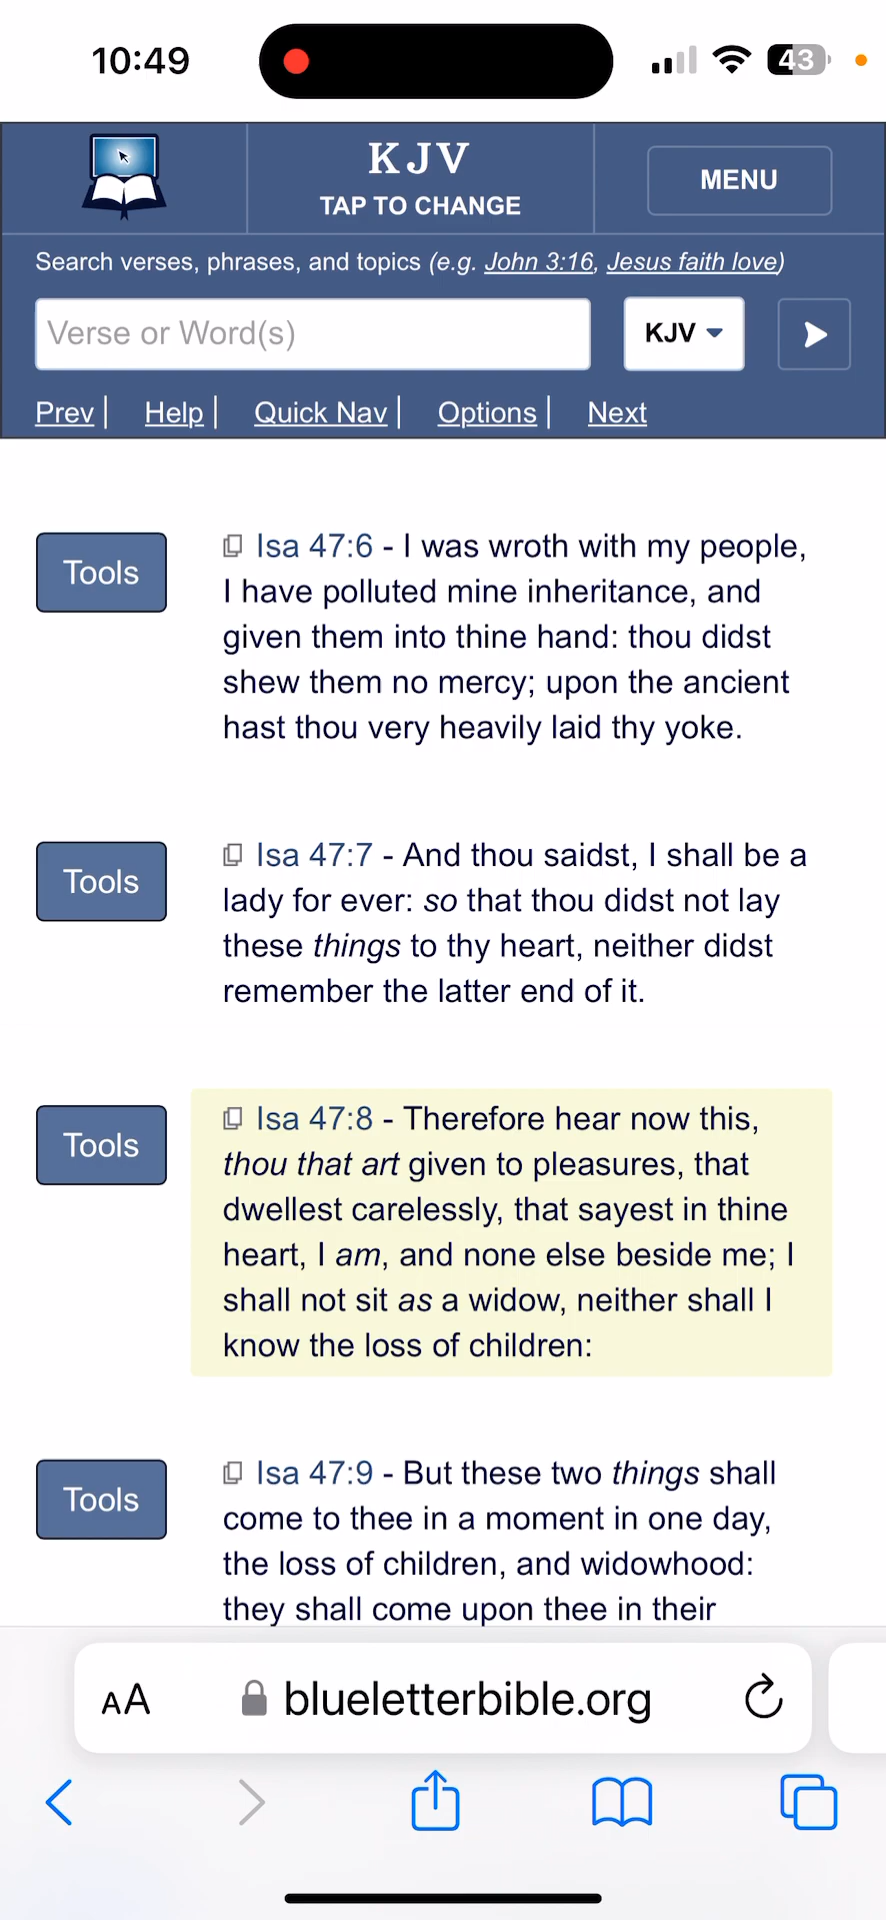 10:49
43
KJV
TAP TO CHANGE
MENU
Search verses, phrases, and topics (e.g. John 3:16, Jesus faith love)
Verse or Word(s)
KJV
Prev | Help | Quick Nav | Options | Next
Tools
Isa 47:6 - I was wroth with my people,
I have polluted mine inheritance, and
given them into thine hand: thou didst
shew them no mercy; upon the ancient
hast thou very heavily laid thy yoke.
Tools
Isa 47:7 - And thou saidst, I shall be a
lady for ever: so that thou didst not lay
these things to thy heart, neither didst
remember the latter end of it.
Tools
Isa 47:8 - Therefore hear now this,
thou that art given to pleasures, that
dwellest carelessly, that sayest in thine
heart, I am, and none else beside me; I
shall not sit as a widow, neither shall I
know the loss of children:
Tools
Isa 47:9 - But these two things shall
come to thee in a moment in one day,
the loss of children, and widowhood:
they shall come upon thee in their
AA
blueletterbible.org